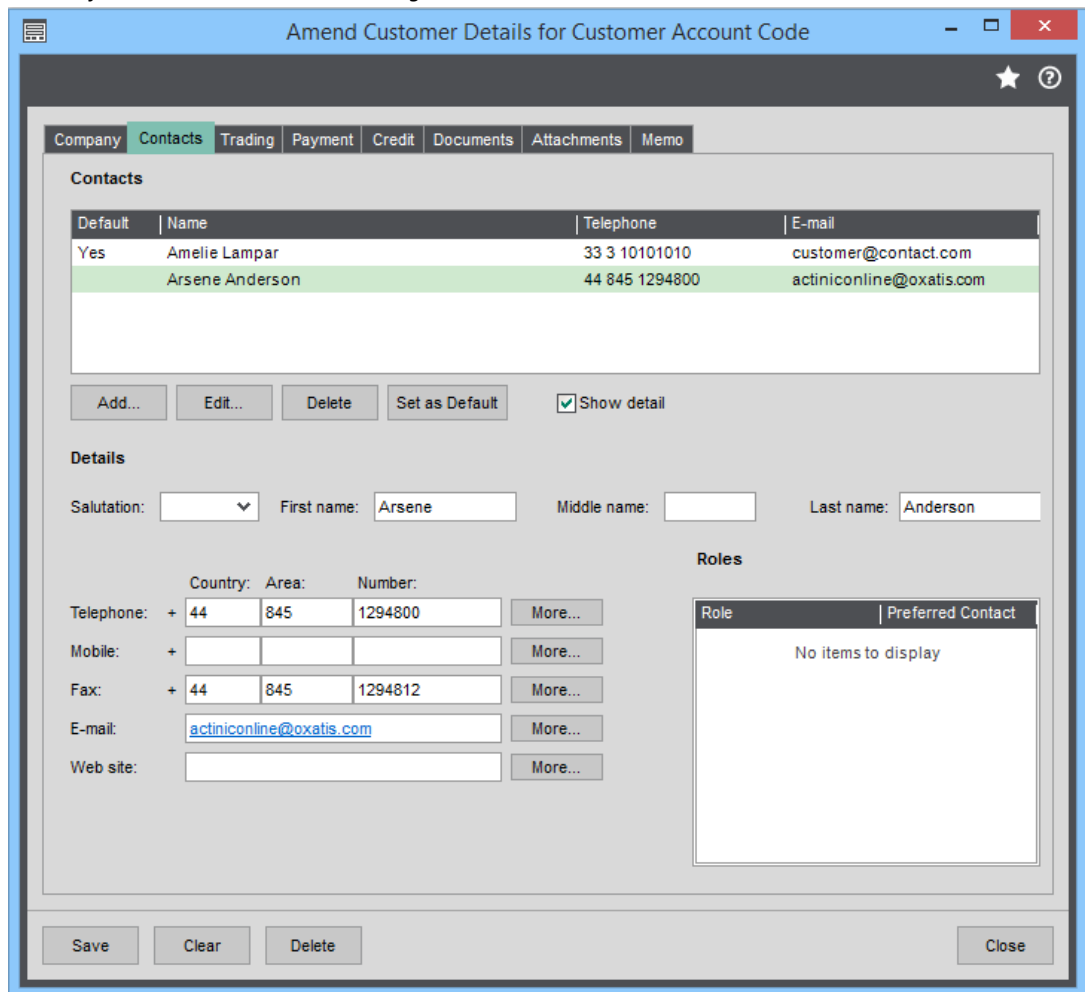 Amend Customer Details for Customer Account Code
Company Contacts Trading Payment Credit Documents Attachments Memo
Contacts
Default Name Telephone E-mail
Yes Amelie Lampar 33 3 10101010 customer@contact.com
Arsene Anderson 44 845 1294800 actiniconline@oxatis.com
Add... Edit... Delete Set as Default Show detail
Details
Salutation: First name: Arsene Middle name: Last name: Anderson
Roles
Country: Area: Number:
Telephone: + 44 845 1294800 More... Role Preferred Contact
Mobile: + More... No items to display
Fax: + 44 845 1294812 More...
E-mail: actiniconline@oxatis.com More...
Web site: More...
Save Clear Delete Close